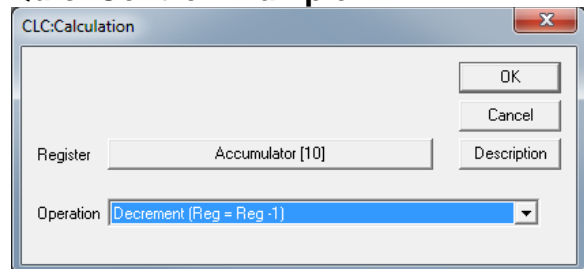 CLC:Calculation
OK
Cancel
Register Accumulator [10] Description
Operation Decrement (Reg = Reg -1)